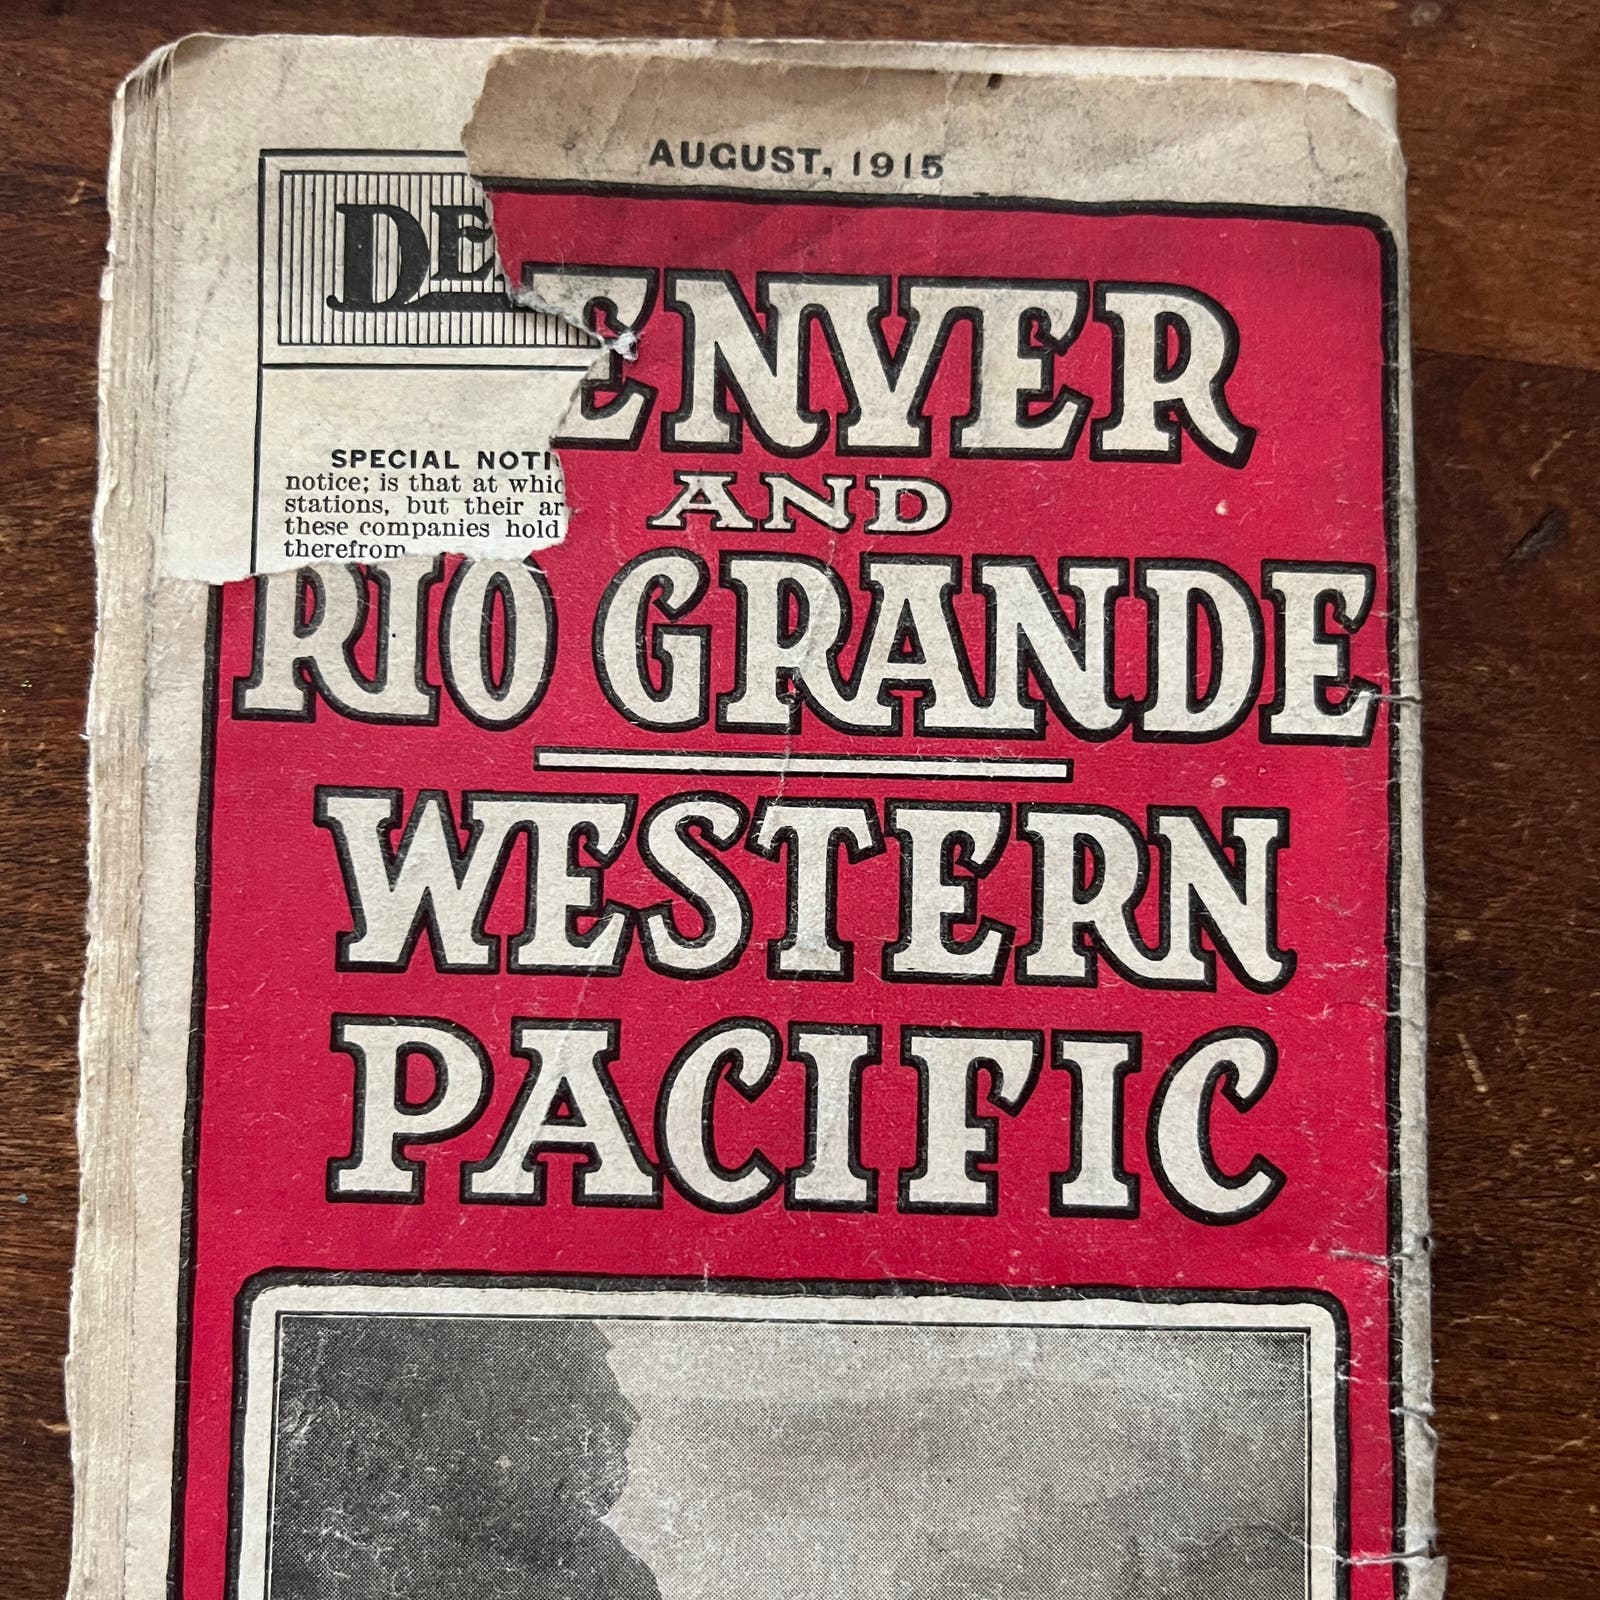 AUGUST, 1915
DE
ENVER
AND
RIO GRANDE
WESTERN
PACIFIC
SPECIAL NOTI
notice; is that at whic
stations, but their ar
these companies hold
therefrom